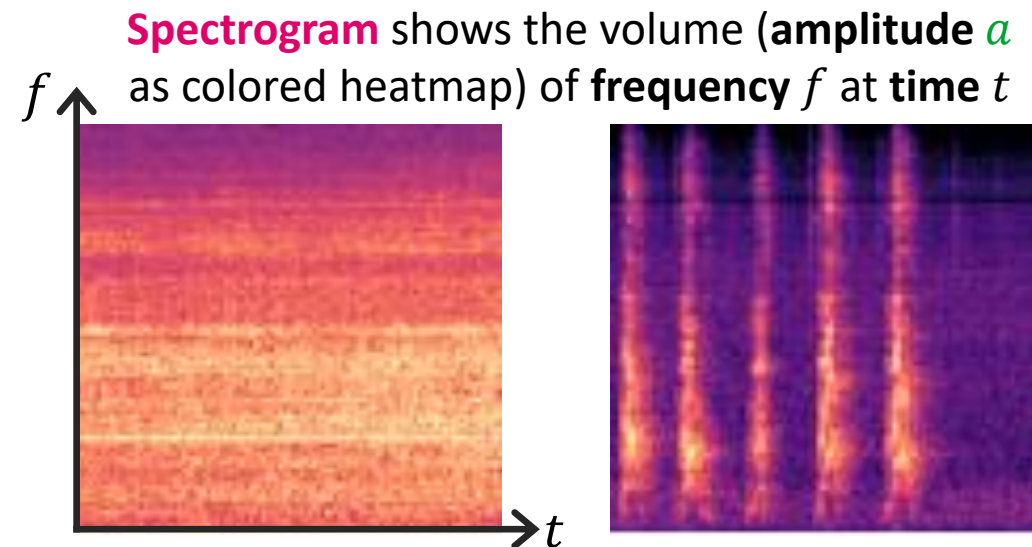 Spectrogram shows the volume (amplitude a
as colored heatmap) of frequency f at time t
f
t